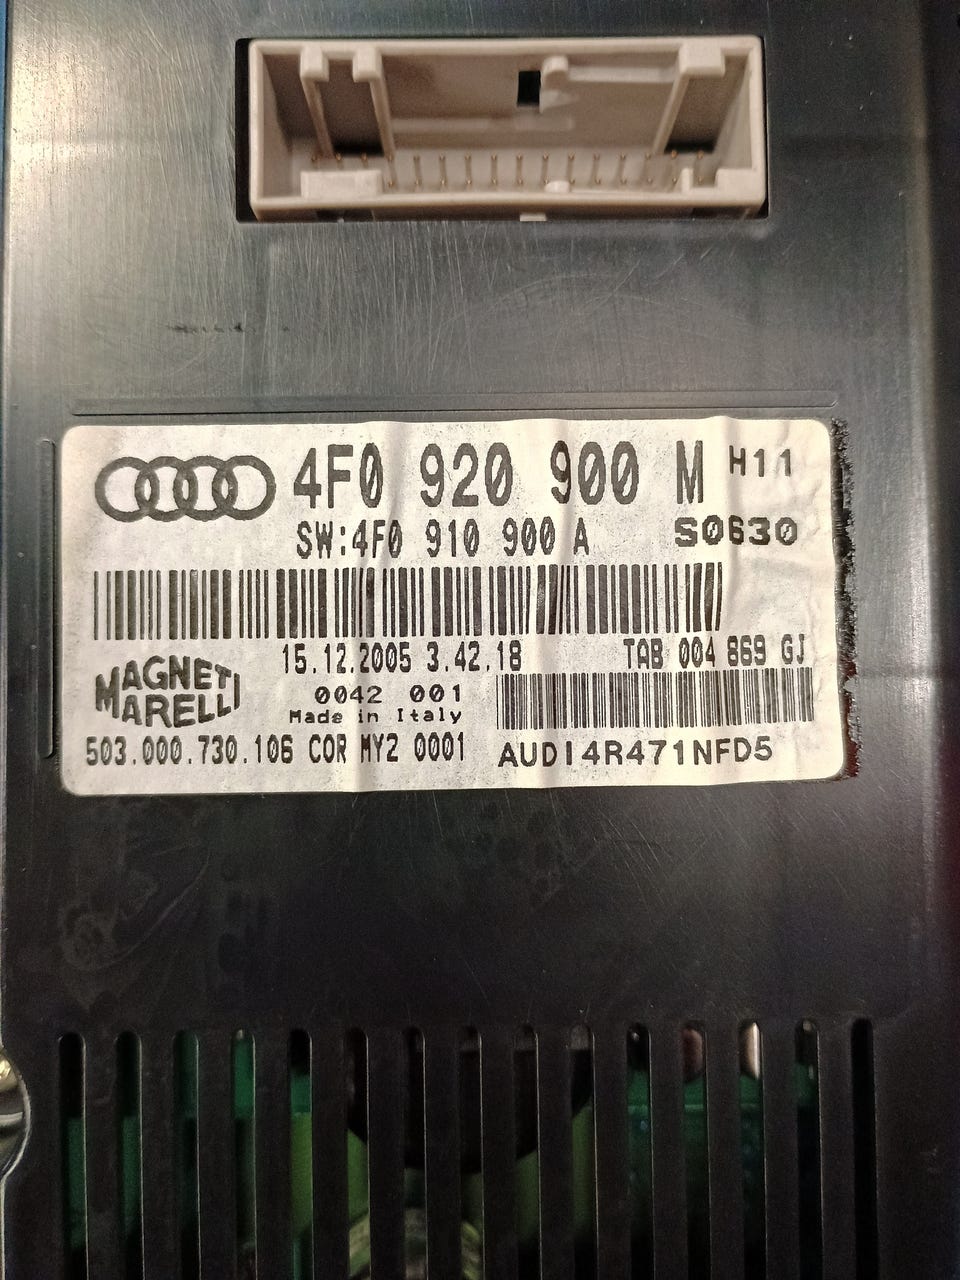 4F0 920 900 M H11
SW:4F0 910 900 A S0630
15.12.2005 3.42.18 TAB 004 869 GJ
MAGNETI
MARELLI
0042 001
Made in Italy
503.000.730.106 COR MY2 0001 AUDI4R471NFD5